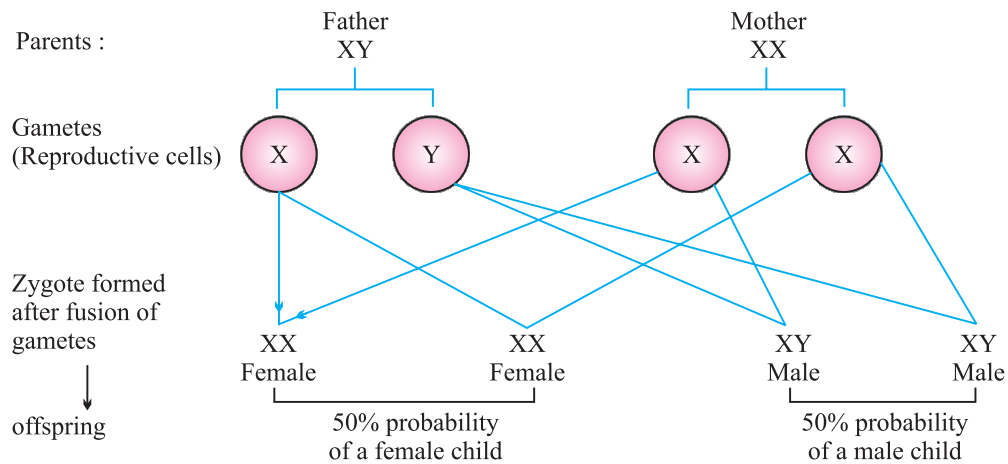 Parents :
Father
XY
Mother
XX
Gametes
(Reproductive cells)
X
Y
X
X
Zygote formed
after fusion of
gametes
offspring
XX
Female
XX
Female
XY
Male
XY
Male
50% probability
of a female child
50% probability
of a male child